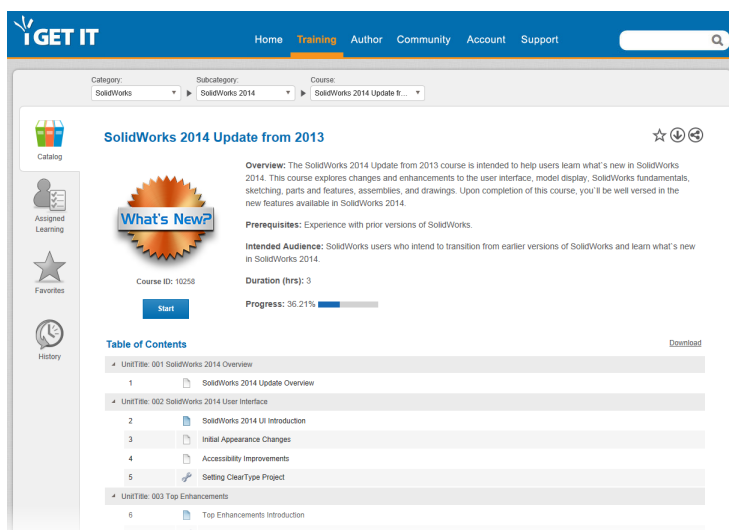 i GET IT
Home Training Author Community Account Support
Category: Subcategory: Course:
SolidWorks SolidWorks 2014 SolidWorks 2014 Update fr...
Catalog
Assigned
Learning
Favorites
History
SolidWorks 2014 Update from 2013
What's New?
Course ID: 10258
Start
Overview: The SolidWorks 2014 Update from 2013 course is intended to help users learn what`s new in SolidWorks
2014. This course explores changes and enhancements to the user interface, model display, SolidWorks fundamentals,
sketching, parts and features, assemblies, and drawings. Upon completion of this course, you`ll be well versed in the
new features available in SolidWorks 2014.
Prerequisites: Experience with prior versions of SolidWorks.
Intended Audience: SolidWorks users who intend to transition from earlier versions of SolidWorks and learn what`s new
in SolidWorks 2014.
Duration (hrs): 3
Progress: 36.21%
Table of Contents Download
UnitTitle: 001 SolidWorks 2014 Overview
1 SolidWorks 2014 Update Overview
UnitTitle: 002 SolidWorks 2014 User Interface
2 SolidWorks 2014 UI Introduction
3 Initial Appearance Changes
4 Accessibility Improvements
5 Setting ClearType Project
UnitTitle: 003 Top Enhancements
6 Top Enhancements Introduction